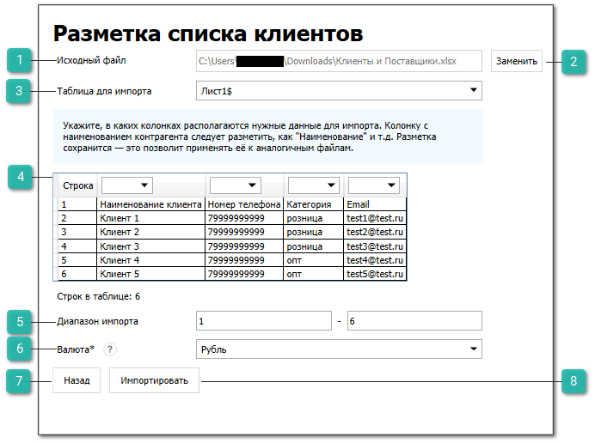 Разметка списка клиентов
1 Исходный файл C:\Users\ \Downloads\Клиенты и Поставщики.xlsx Заменить 2
3 Таблица для импорта Лист1$
Укажите, в каких колонках располагаются нужные данные для импорта. Колонку с
наименованием контрагента следует разметить, как "Наименование" и т.д. Разметка
сохранится — это позволит применять её к аналогичным файлам.
4 Строка
1 Наименование клиента Номер телефона Категория Email
2 Клиент 1 79999999999 розница test1@test.ru
3 Клиент 2 79999999999 розница test2@test.ru
4 Клиент 3 79999999999 розница test3@test.ru
5 Клиент 4 79999999999 опт test4@test.ru
6 Клиент 5 79999999999 опт test5@test.ru
Строк в таблице: 6
5 Диапазон импорта 1 - 6
6 Валюта* ? Рубль
7 Назад Импортировать 8